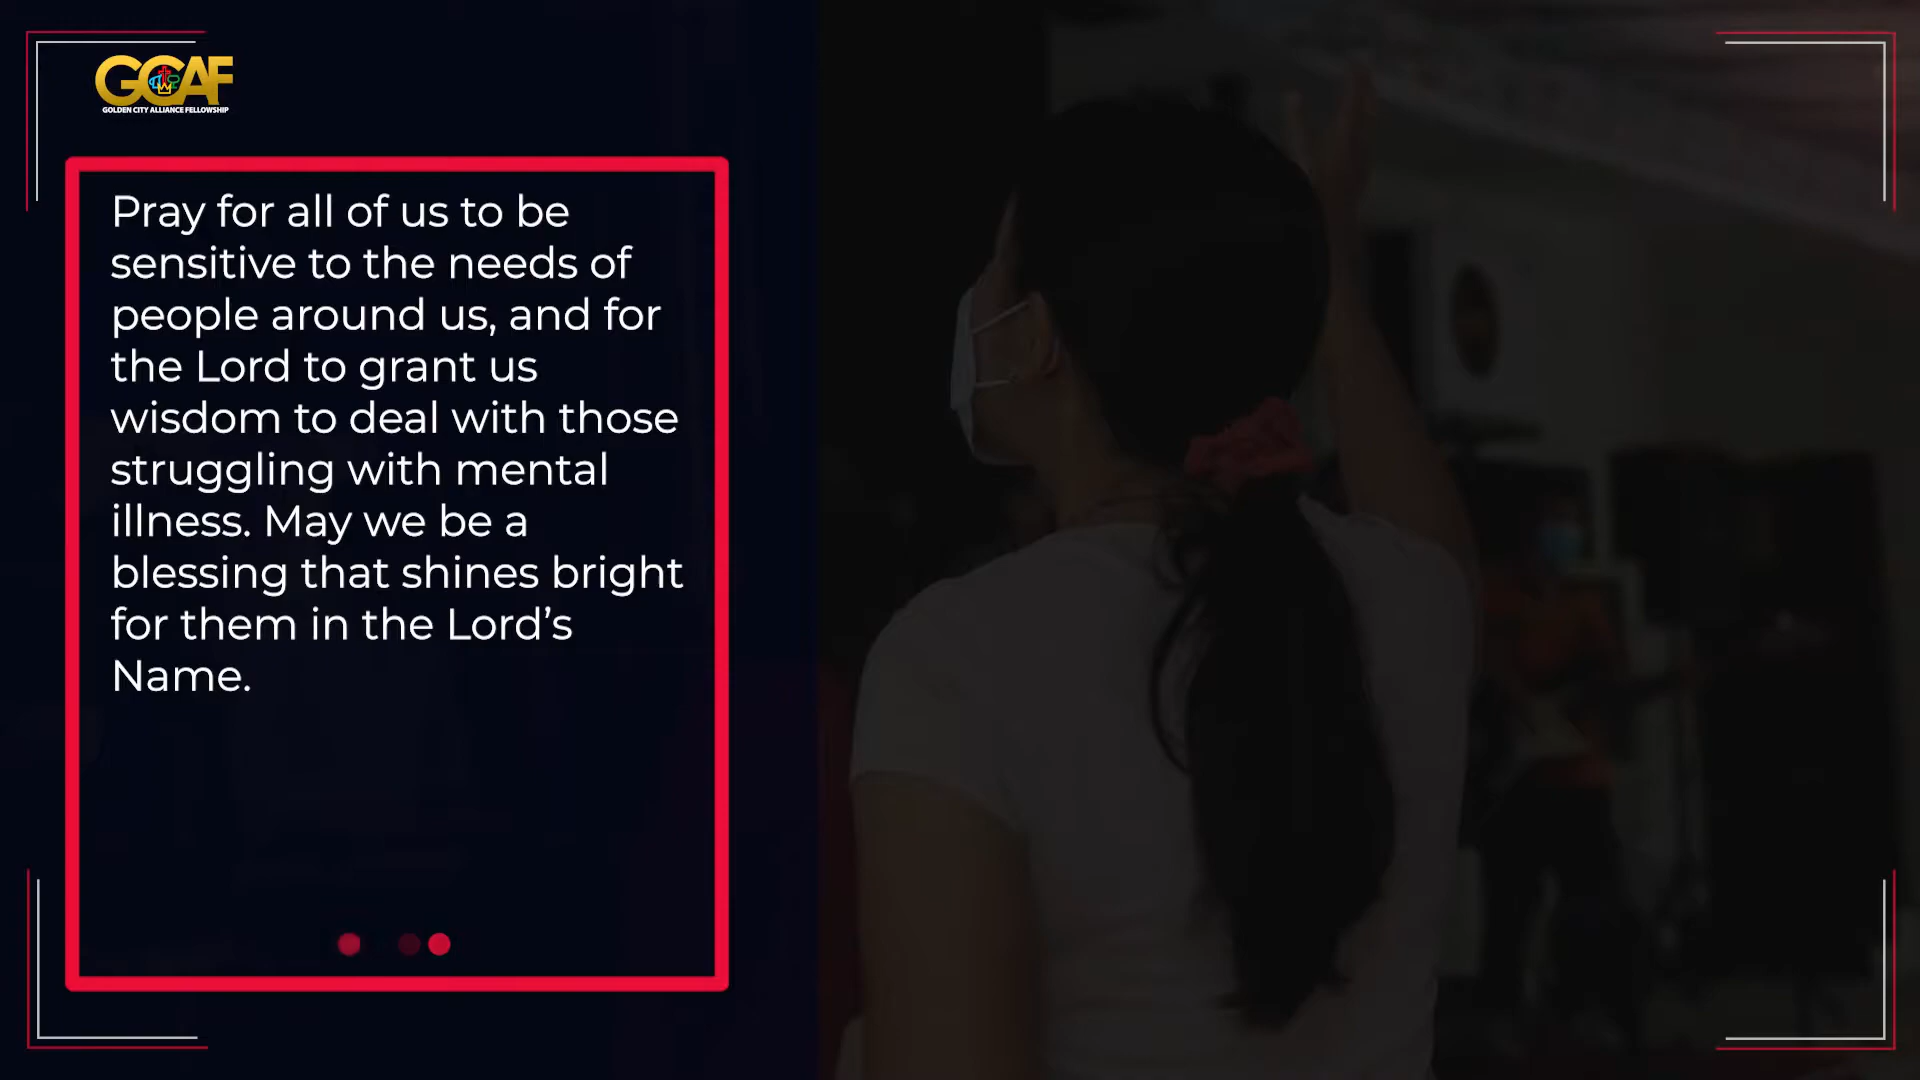 GCAF
GOLDEN CITY ALLIANCE FELLOWSHIP
Pray for all of us to be
sensitive to the needs of
people around us, and for
the Lord to grant us
wisdom to deal with those
struggling with mental
illness. May we be a
blessing that shines bright
for them in the Lord’s
Name.